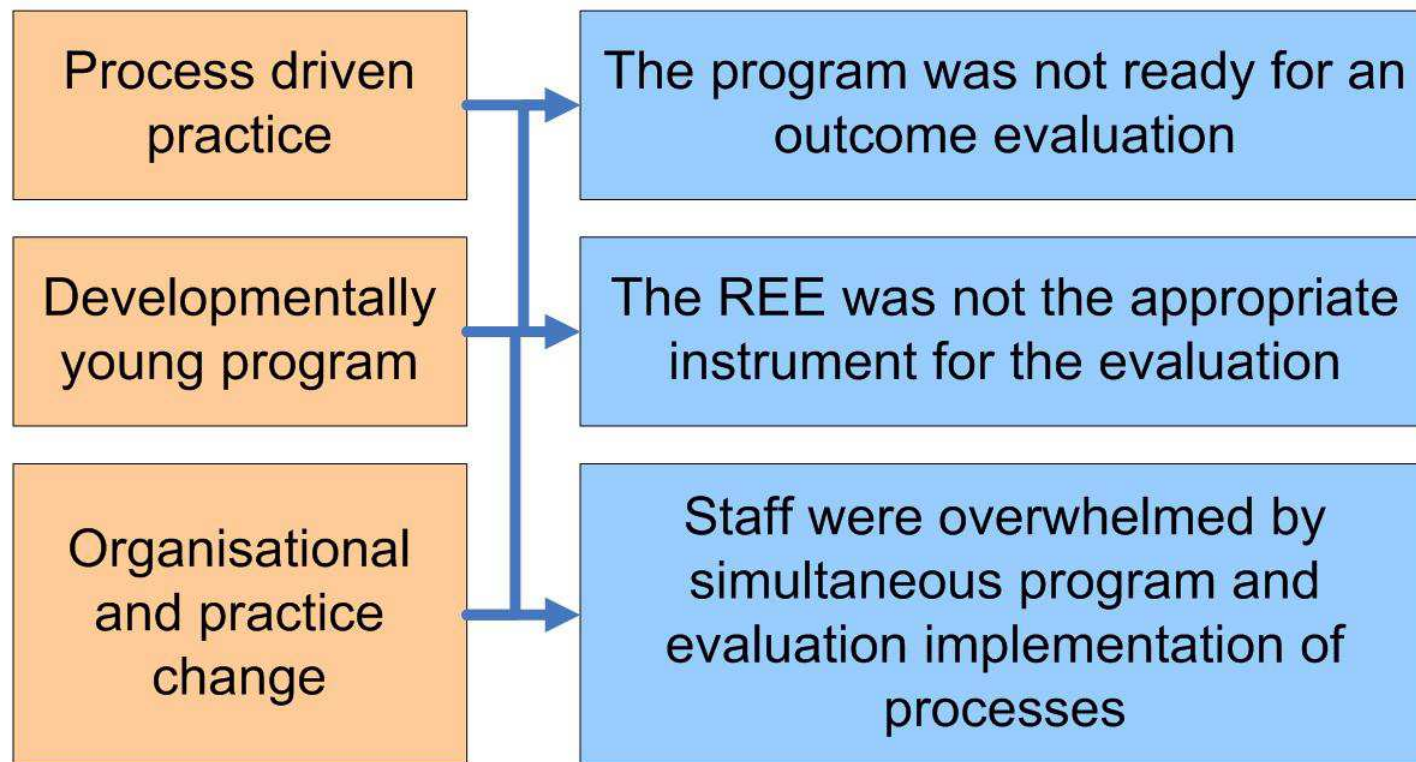 Process driven
practice
The program was not ready for an
outcome evaluation
Developmentally
young program
The REE was not the appropriate
instrument for the evaluation
Organisational
and practice
change
Staff were overwhelmed by
simultaneous program and
evaluation implementation of
processes